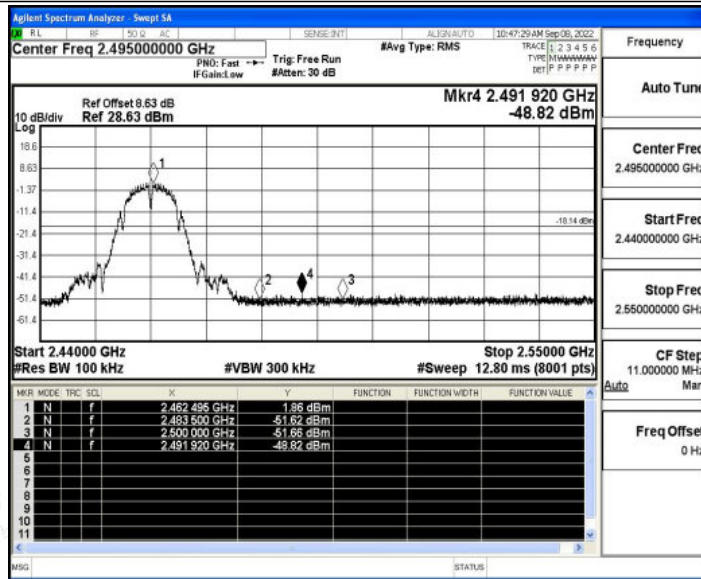 Agilent Spectrum Analyzer - Swept SA
RL RF 50 Ω AC SENSE:INT ALIGN AUTO 10:47:29 AM Sep 08, 2022
Center Freq 2.495000000 GHz #Avg Type: RMS TRACE 1 2 3 4 5 6
PNO: Fast Trig: Free Run TYPE
IFGain:Low #Atten: 30 dB DET P P P P P P
Ref Offset 8.63 dB Mkr4 2.491 920 GHz
10 dB/div Ref 28.63 dBm -48.82 dBm
Log
18.6
8.63
-1.37
-11.4
-21.4
-31.4
-41.4
-51.4
-61.4
1
-18.14 dBm
2 4 3
Start 2.44000 GHz Stop 2.55000 GHz
#Res BW 100 kHz #VBW 300 kHz #Sweep 12.80 ms (8001 pts)
MKR MODE TRC SCL X Y FUNCTION FUNCTION WIDTH FUNCTION VALUE
1 N f 2.462 495 GHz 1.86 dBm
2 N f 2.483 500 GHz -51.62 dBm
3 N f 2.500 000 GHz -51.66 dBm
4 N f 2.491 920 GHz -48.82 dBm
5
6
7
8
9
10
11
MSG STATUS
Frequency
Auto Tune
Center Freq
2.495000000 GHz
Start Freq
2.440000000 GHz
Stop Freq
2.550000000 GHz
CF Step
11.000000 MHz
Auto Man
Freq Offset
0 Hz